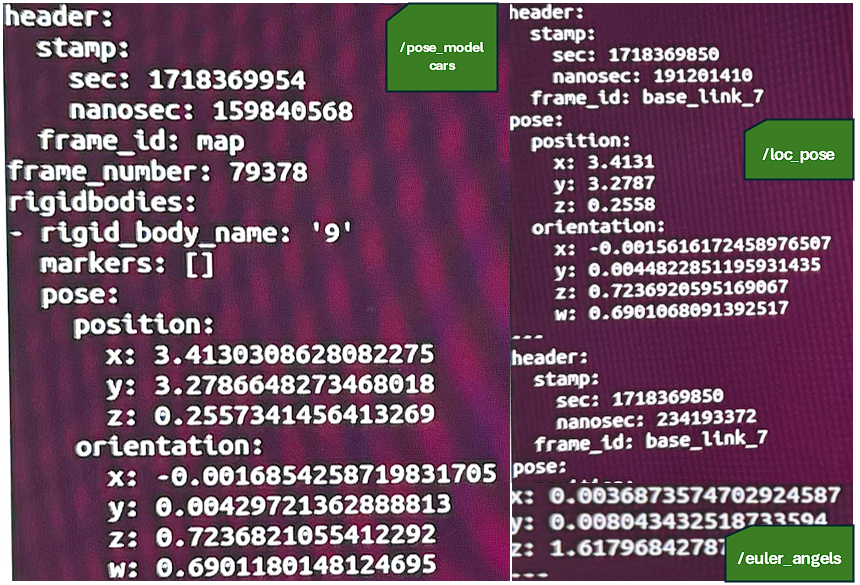 header:
stamp:
sec: 1718369954
nanosec: 159840568
frame_id: map
frame_number: 79378
rigidbodies:
- rigid_body_name: '9'
markers: []
pose:
position:
x: 3.4130308628082275
y: 3.2786648273468018
z: 0.2557341456413269
orientation:
x: -0.0016854258719831705
y: 0.00429721362888813
z: 0.7236821055412292
w: 0.6901180148124695
/pose_model
cars
header:
stamp:
sec: 1718369850
nanosec: 191201410
frame_id: base_link_7
pose:
position:
x: 3.4131
y: 3.2787
z: 0.2558
orientation:
x: -0.0015616172458976507
y: 0.0044822851195931435
z: 0.7236920595169067
w: 0.6901068091392517
---
header:
stamp:
sec: 1718369850
nanosec: 234193372
frame_id: base_link_7
pose:
/loc_pose
x: 0.0036873574702924587
y: 0.008043432518733594
z: 1.61796842787
---
/euler_angels